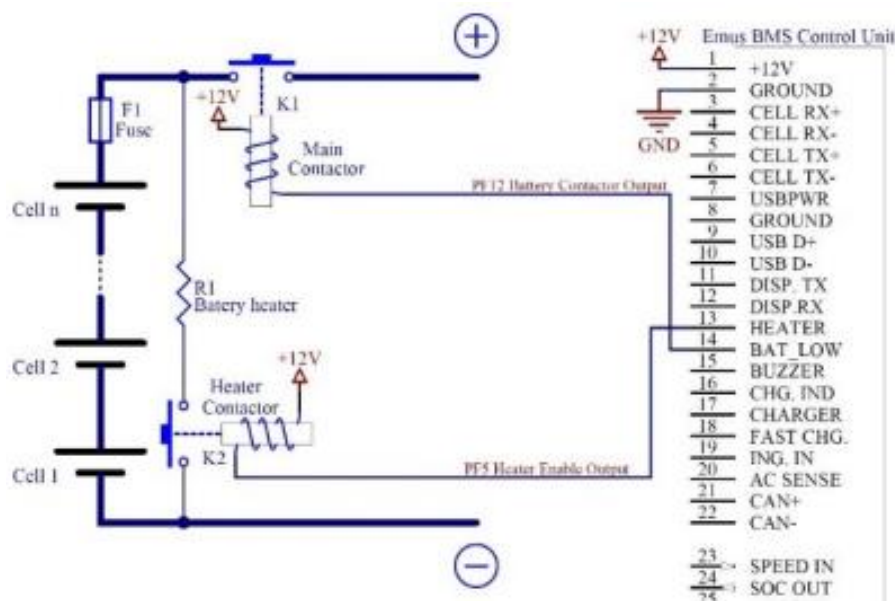 +12V
K1
F1
Fuse
Main
Contactor
Cell n
R1
Batery heater
+12V
Cell 2
Heater
Contactor
K2
Cell 1
PF12 Battery Contactor Output
PF5 Heater Enable Output
+
−
Emus BMS Control Unit
+12V
GND
1 +12V
2 GROUND
3 CELL RX+
4 CELL RX-
5 CELL TX+
6 CELL TX-
7 USBPWR
8 GROUND
9 USB D+
10 USB D-
11 DISP. TX
12 DISP.RX
13 HEATER
14 BAT_LOW
15 BUZZER
16 CHG. IND
17 CHARGER
18 FAST CHG.
19 ING. IN
20 AC SENSE
21 CAN+
22 CAN-
23 SPEED IN
24 SOC OUT
25